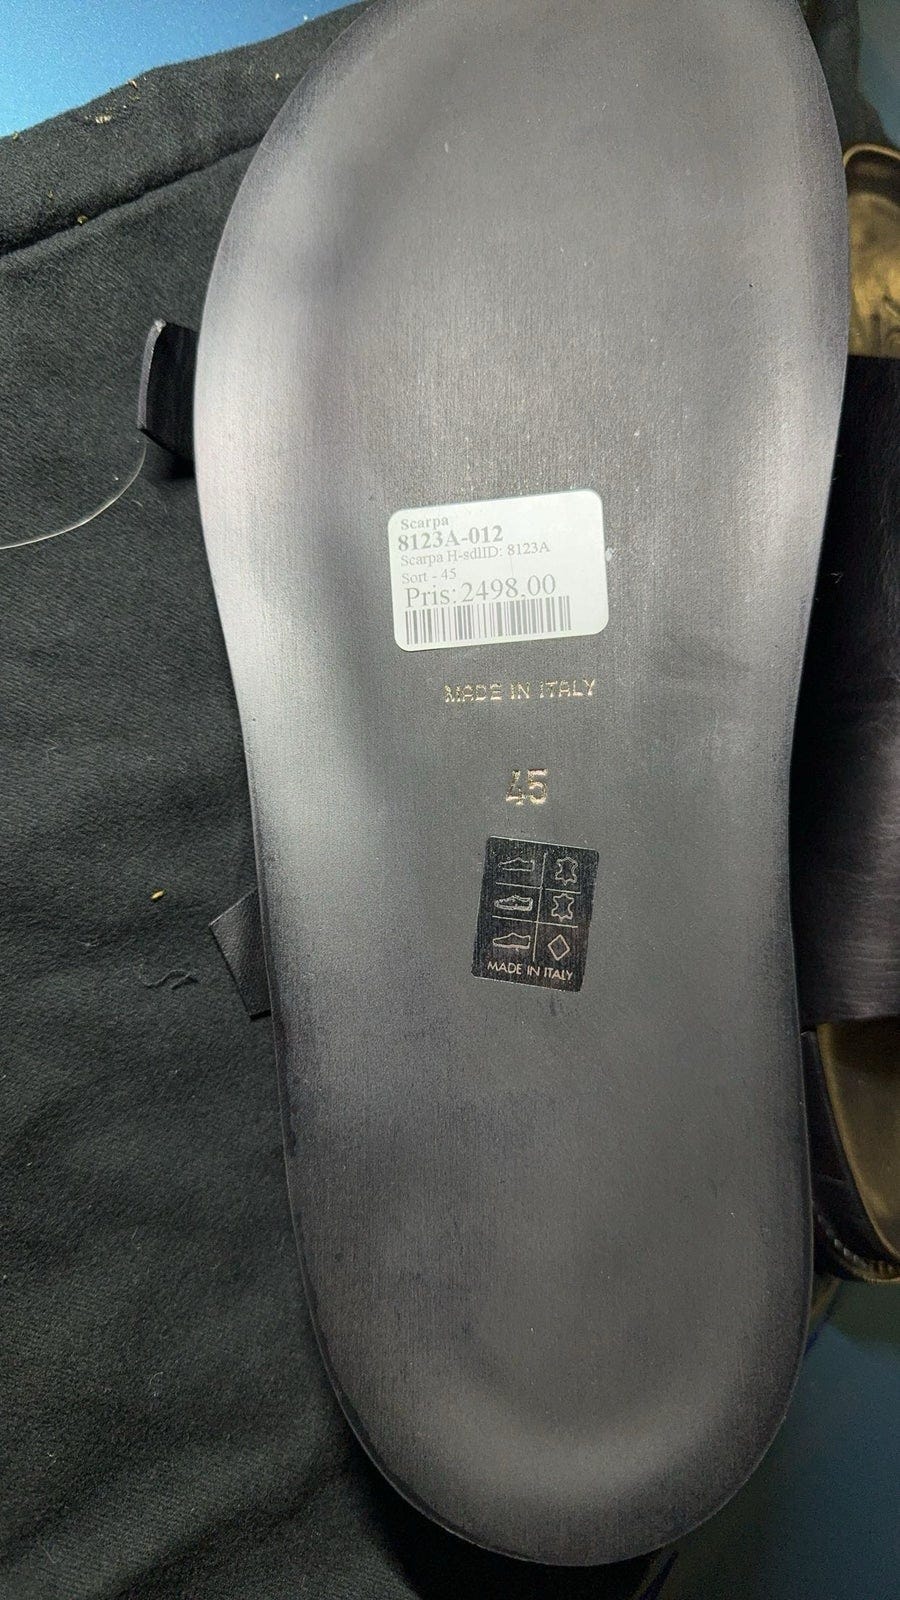 Scarpa
8123A-012
Scarpa H-sdlID: 8123A
Sort - 45
Pris:2498.00
MADE IN ITALY
45
MADE IN ITALY